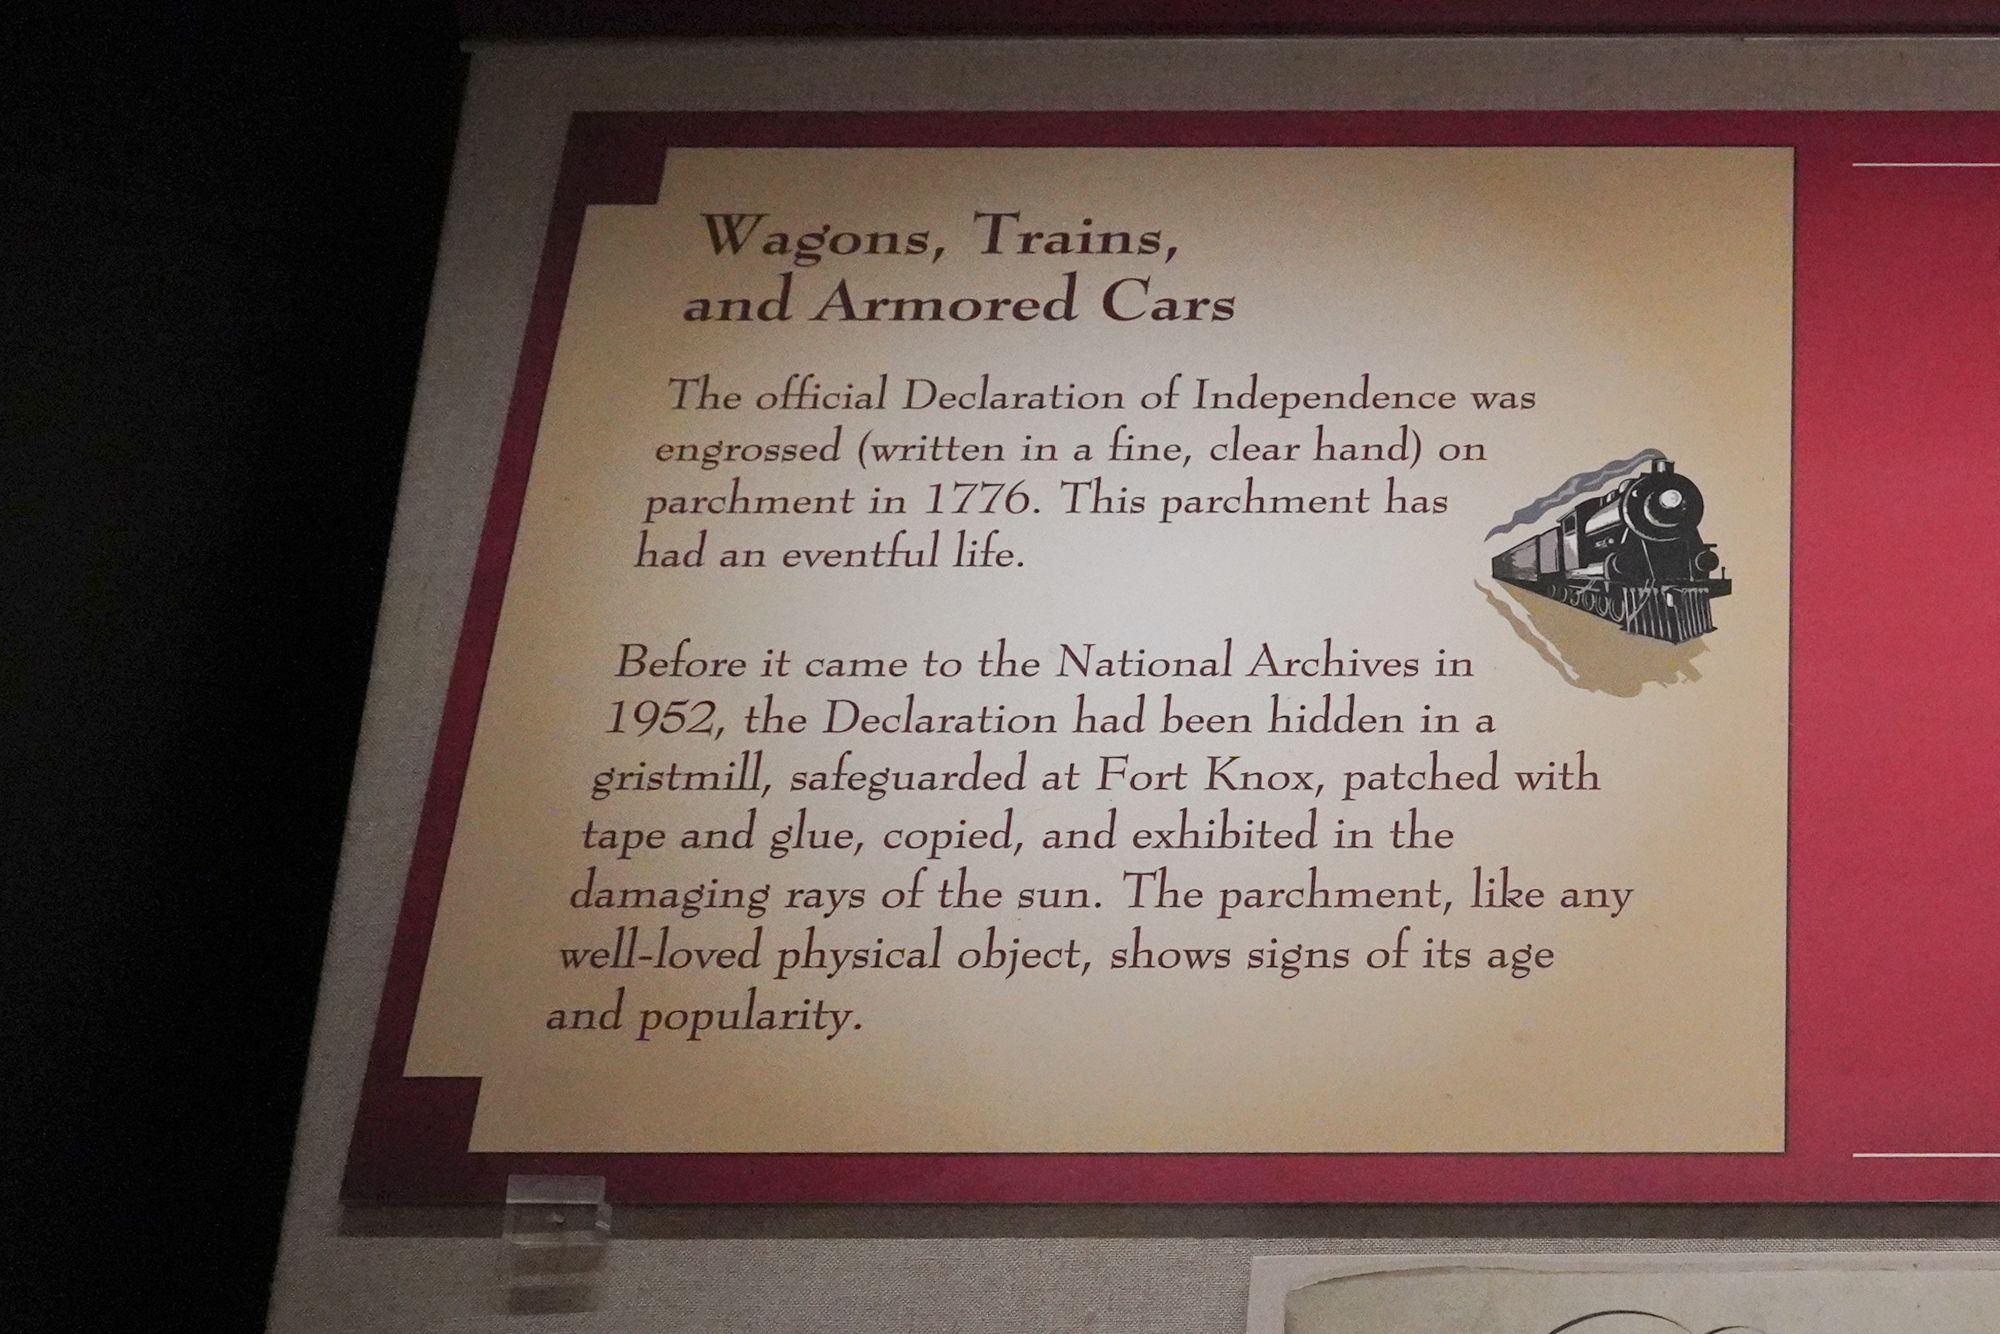 Wagons, Trains,
and Armored Cars
The official Declaration of Independence was
engrossed (written in a fine, clear hand) on
parchment in 1776. This parchment has
had an eventful life.
Before it came to the National Archives in
1952, the Declaration had been hidden in a
gristmill, safeguarded at Fort Knox, patched with
tape and glue, copied, and exhibited in the
damaging rays of the sun. The parchment, like any
well-loved physical object, shows signs of its age
and popularity.